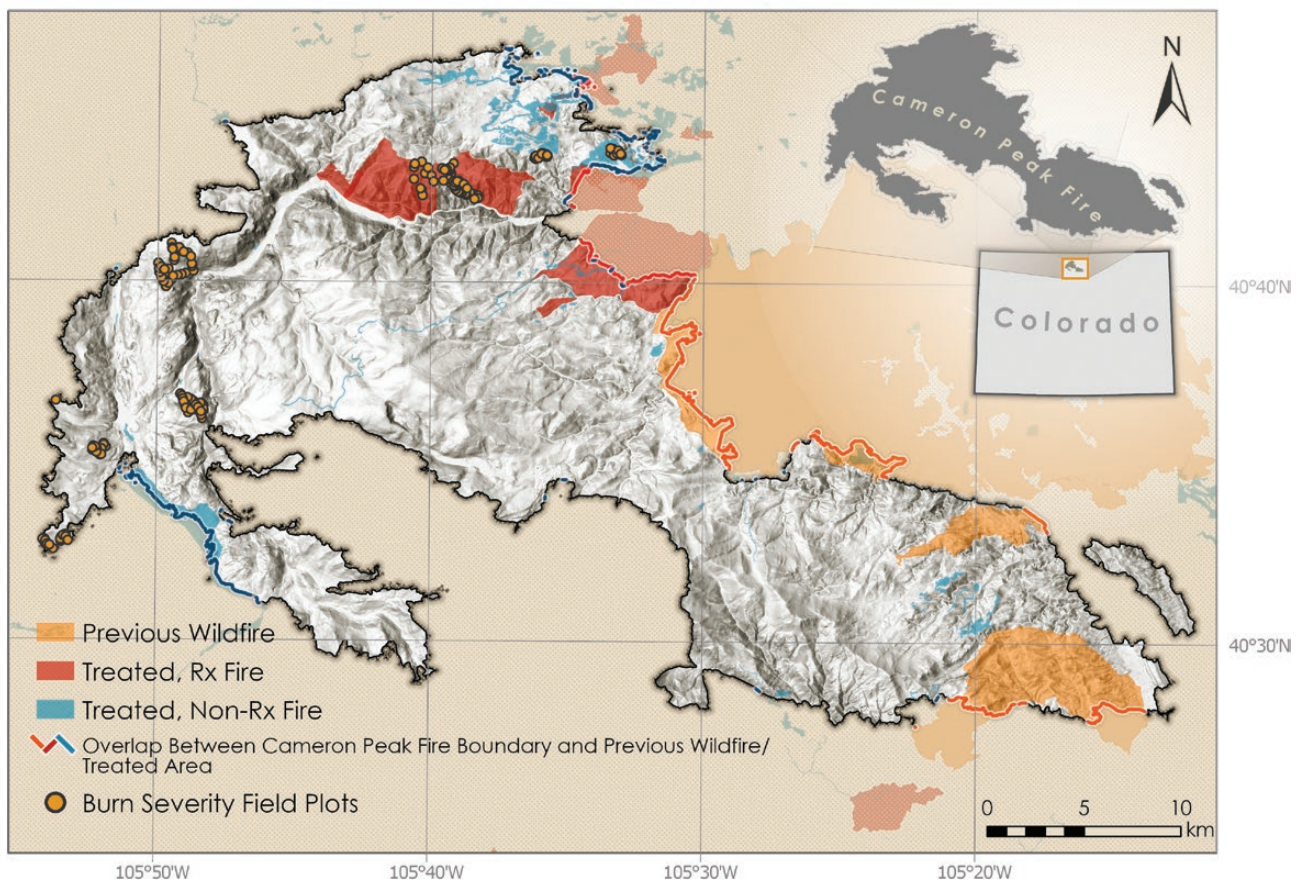 N
Cameron Peak Fire
Colorado
40°40'N
40°30'N
Previous Wildfire
Treated, Rx Fire
Treated, Non-Rx Fire
Overlap Between Cameron Peak Fire Boundary and Previous Wildfire/
Treated Area
Burn Severity Field Plots
0 5 10
km
105°50'W 105°40'W 105°30'W 105°20'W